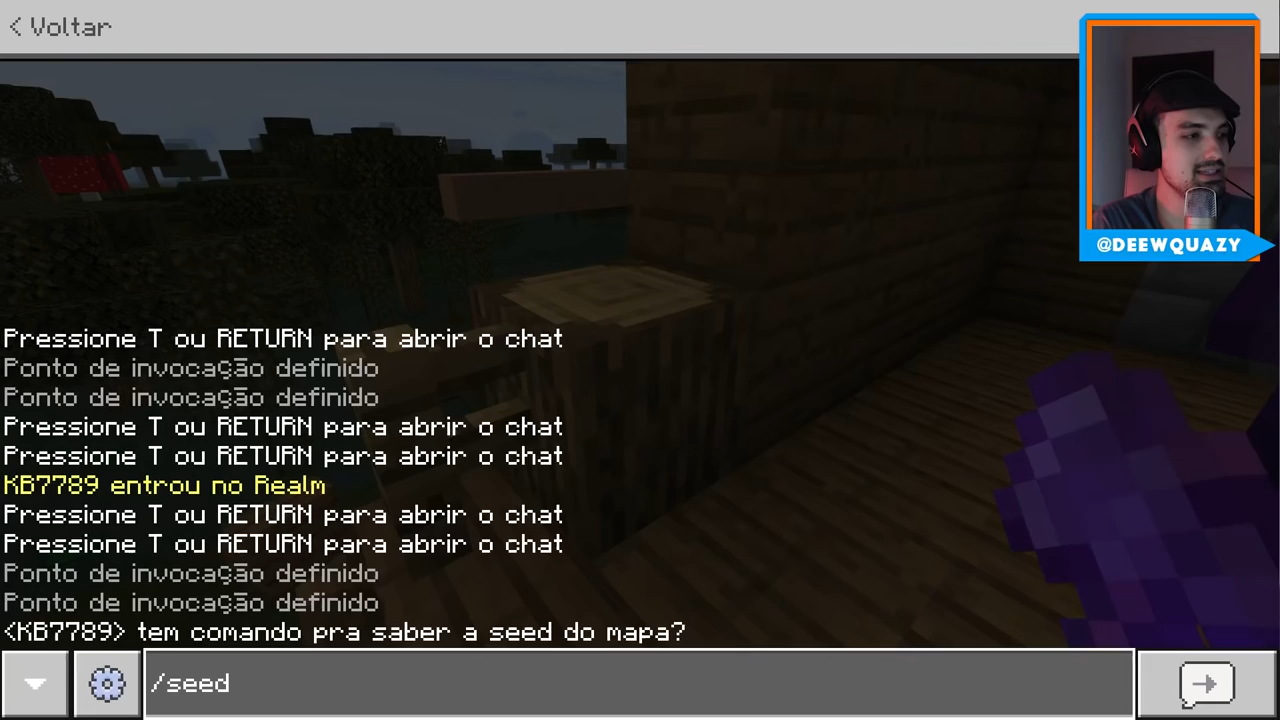 < Voltar
@DEEWQUAZY
Pressione T ou RETURN para abrir o chat
Ponto de invocação definido
Ponto de invocação definido
Pressione T ou RETURN para abrir o chat
Pressione T ou RETURN para abrir o chat
KB7789 entrou no Realm
Pressione T ou RETURN para abrir o chat
Pressione T ou RETURN para abrir o chat
Ponto de invocação definido
Ponto de invocação definido
<KB7789> tem comando pra saber a seed do mapa?
/seed